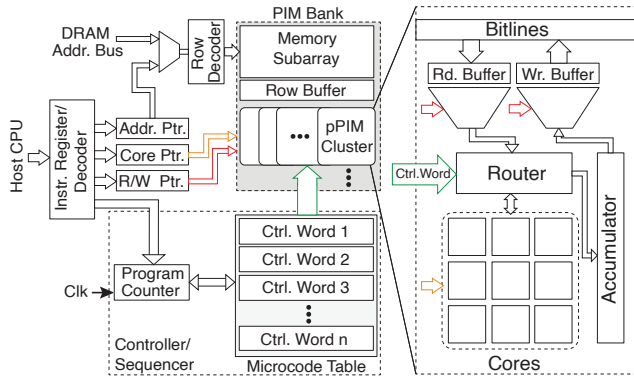 DRAM
Addr. Bus
Row
Decoder
PIM Bank
Memory
Subarray
Row Buffer
pPIM
Cluster
Host CPU
Instr. Register/
Decoder
Addr. Ptr.
Core Ptr.
R/W Ptr.
Clk
Program
Counter
Controller/
Sequencer
Ctrl. Word 1
Ctrl. Word 2
Ctrl. Word 3
Ctrl. Word n
Microcode Table
Bitlines
Rd. Buffer
Wr. Buffer
Ctrl.Word
Router
Accumulator
Cores